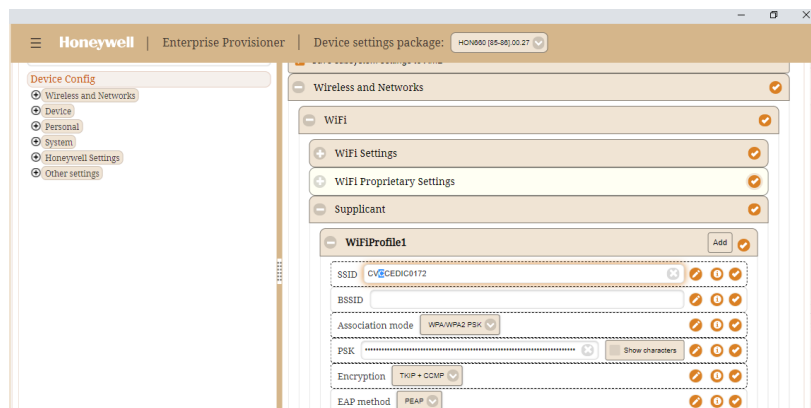 Honeywell | Enterprise Provisioner | Device settings package: HON660 [85-86].00.27
Device Config
Wireless and Networks
Device
Personal
System
Honeywell Settings
Other settings
Wireless and Networks
WiFi
WiFi Settings
WiFi Proprietary Settings
Supplicant
WiFiProfile1 Add
SSID CVCCEDIC0172
BSSID
Association mode WPA/WPA2 PSK
PSK Show characters
Encryption TKIP + CCMP
EAP method PEAP